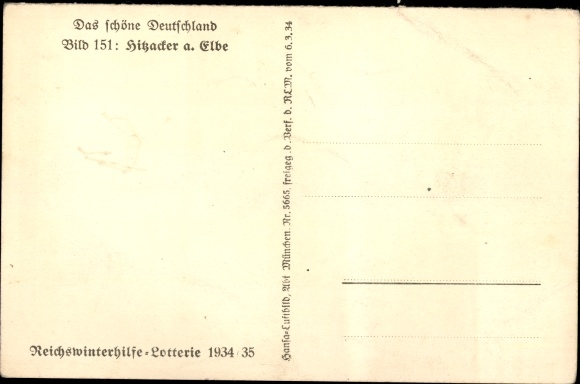 Das schöne Deutschland
Bild 151: Hitzacker a. Elbe
Hansa-Luftbild, Abt München. Nr. 5665, freigeg. d. Verf. d. RLM. vom 6. 3. 34
Reichswinterhilfe-Lotterie 1934/35